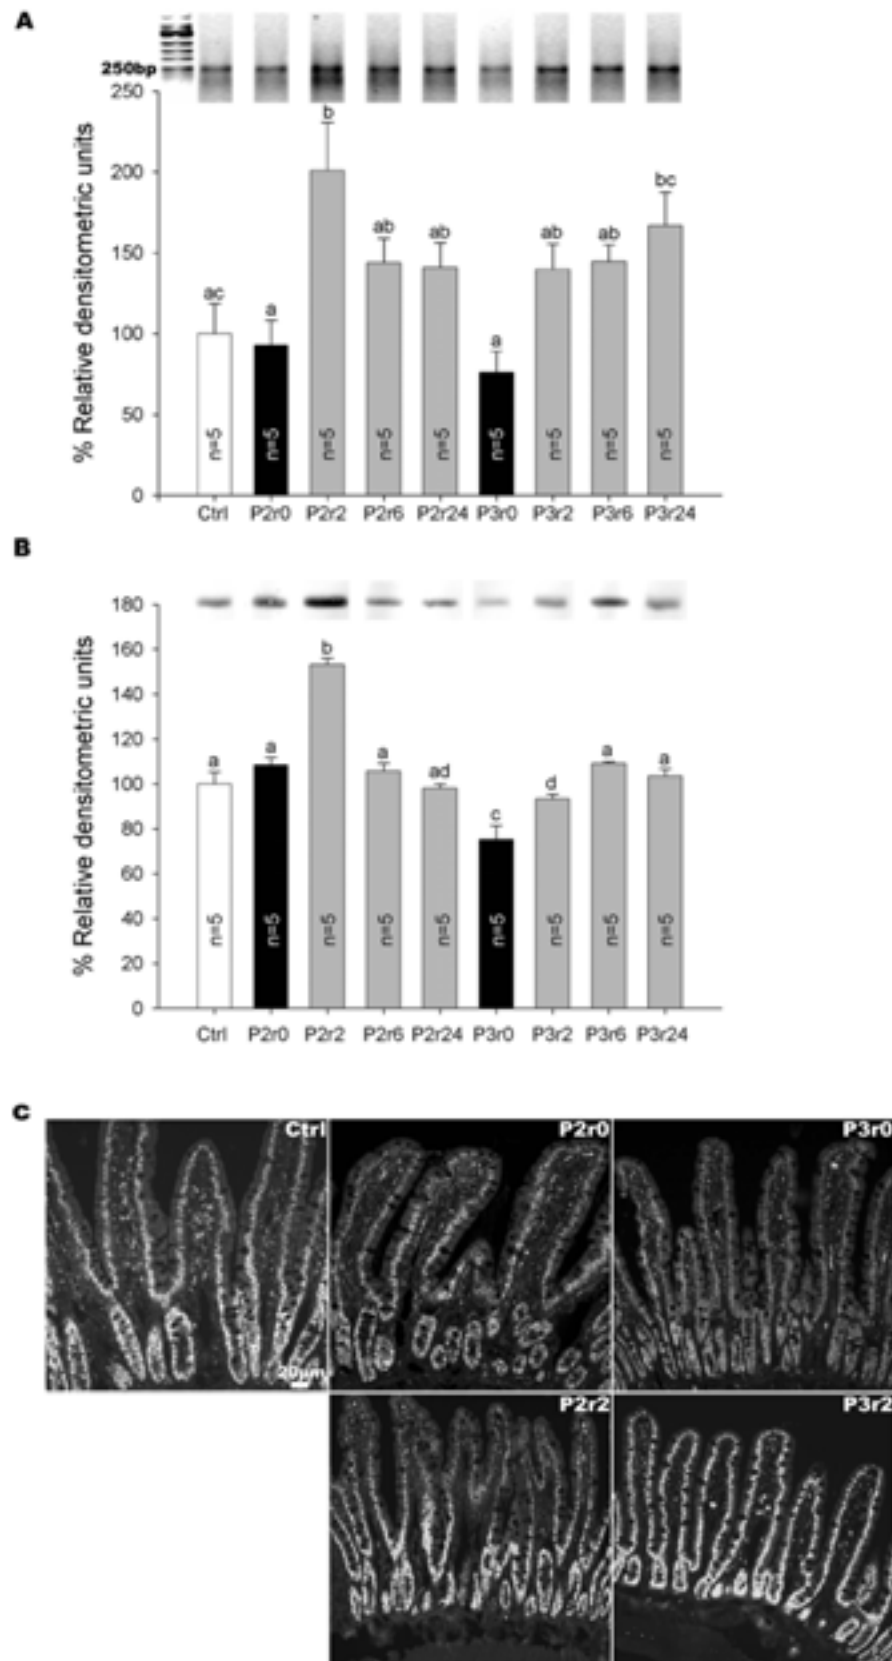 A
250bp
% Relative densitometric units
250
200
150
100
50
0
ac
a
b
ab
ab
a
ab
ab
bc
n=5
n=5
n=5
n=5
n=5
n=5
n=5
n=5
n=5
Ctrl P2r0 P2r2 P2r6 P2r24 P3r0 P3r2 P3r6 P3r24
B
% Relative densitometric units
180
160
140
120
100
80
60
40
20
0
a
a
b
a
ad
c
d
a
a
n=5
n=5
n=5
n=5
n=5
n=5
n=5
n=5
n=5
Ctrl P2r0 P2r2 P2r6 P2r24 P3r0 P3r2 P3r6 P3r24
C
Ctrl
P2r0
P3r0
20µm
P2r2
P3r2